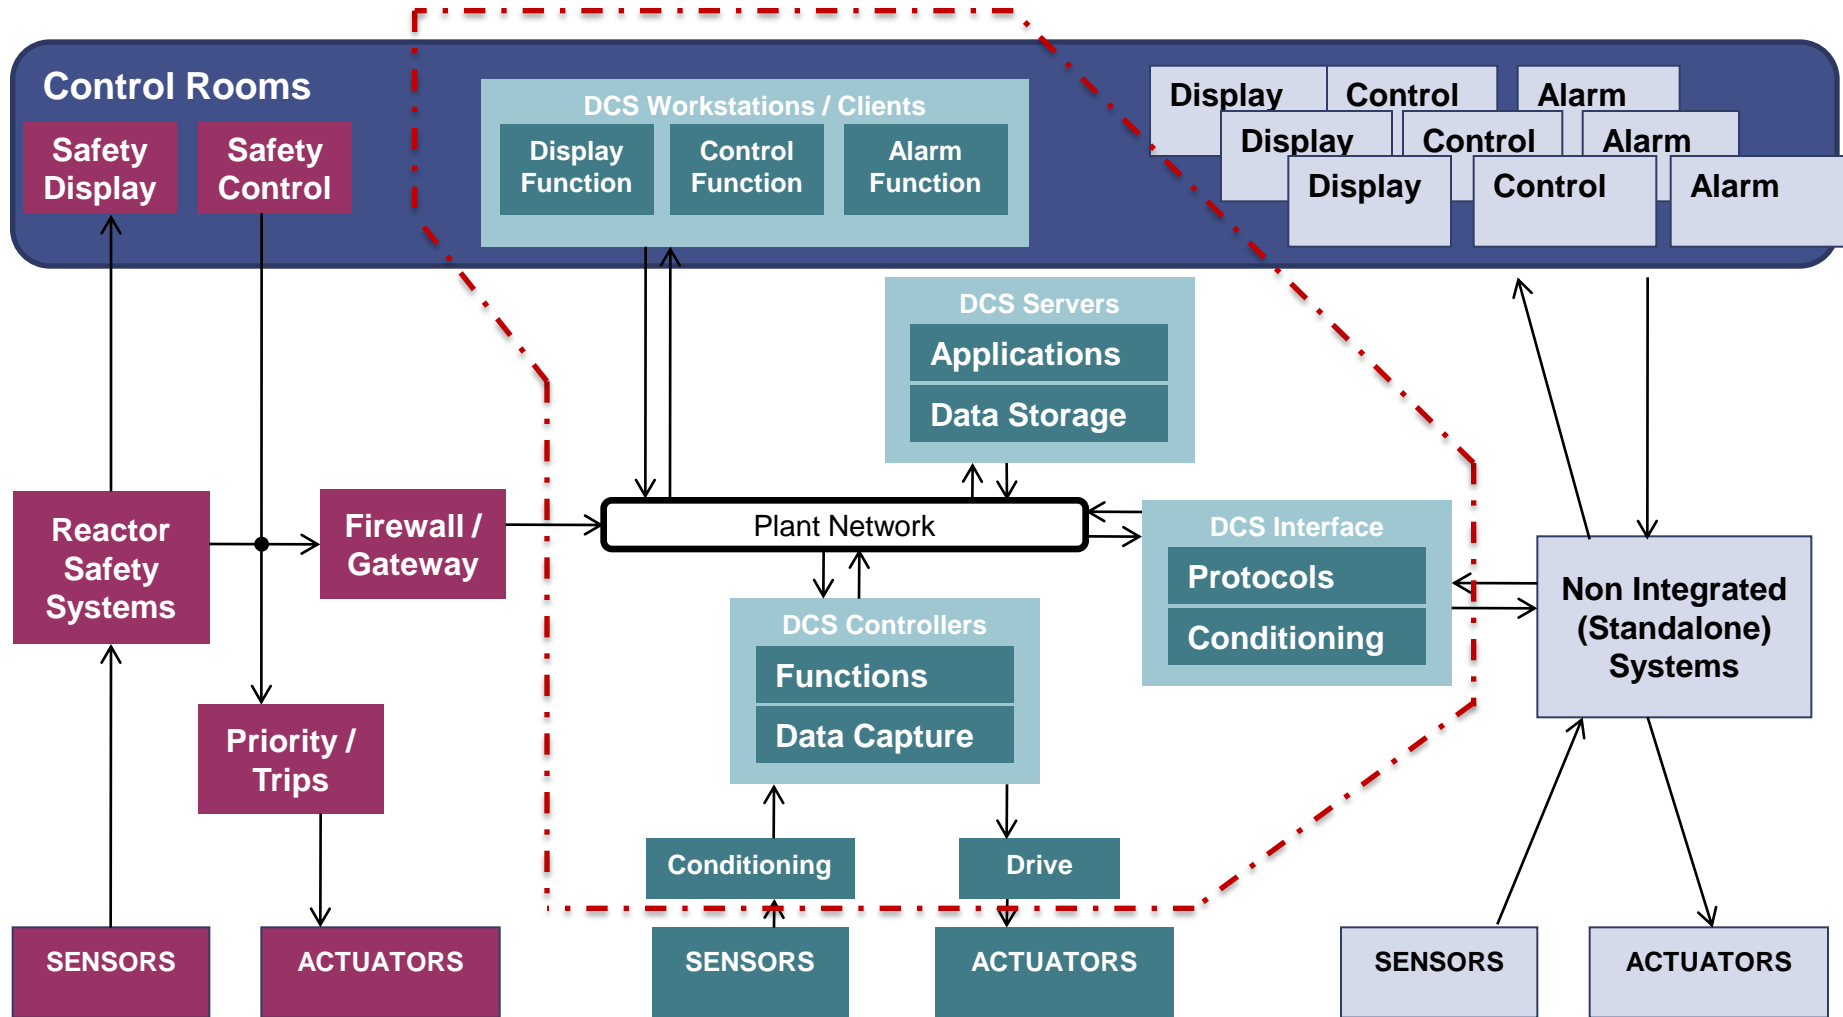 Control Rooms
Safety
Display
Safety
Control
DCS Workstations / Clients
Display
Function
Control
Function
Alarm
Function
Display
Control
Alarm
Display
Control
Alarm
Display
Control
Alarm
DCS Servers
Applications
Data Storage
Reactor
Safety
Systems
Firewall /
Gateway
Plant Network
DCS Interface
Protocols
Conditioning
Non Integrated
(Standalone)
Systems
DCS Controllers
Functions
Data Capture
Priority /
Trips
Conditioning
Drive
SENSORS
ACTUATORS
SENSORS
ACTUATORS
SENSORS
ACTUATORS